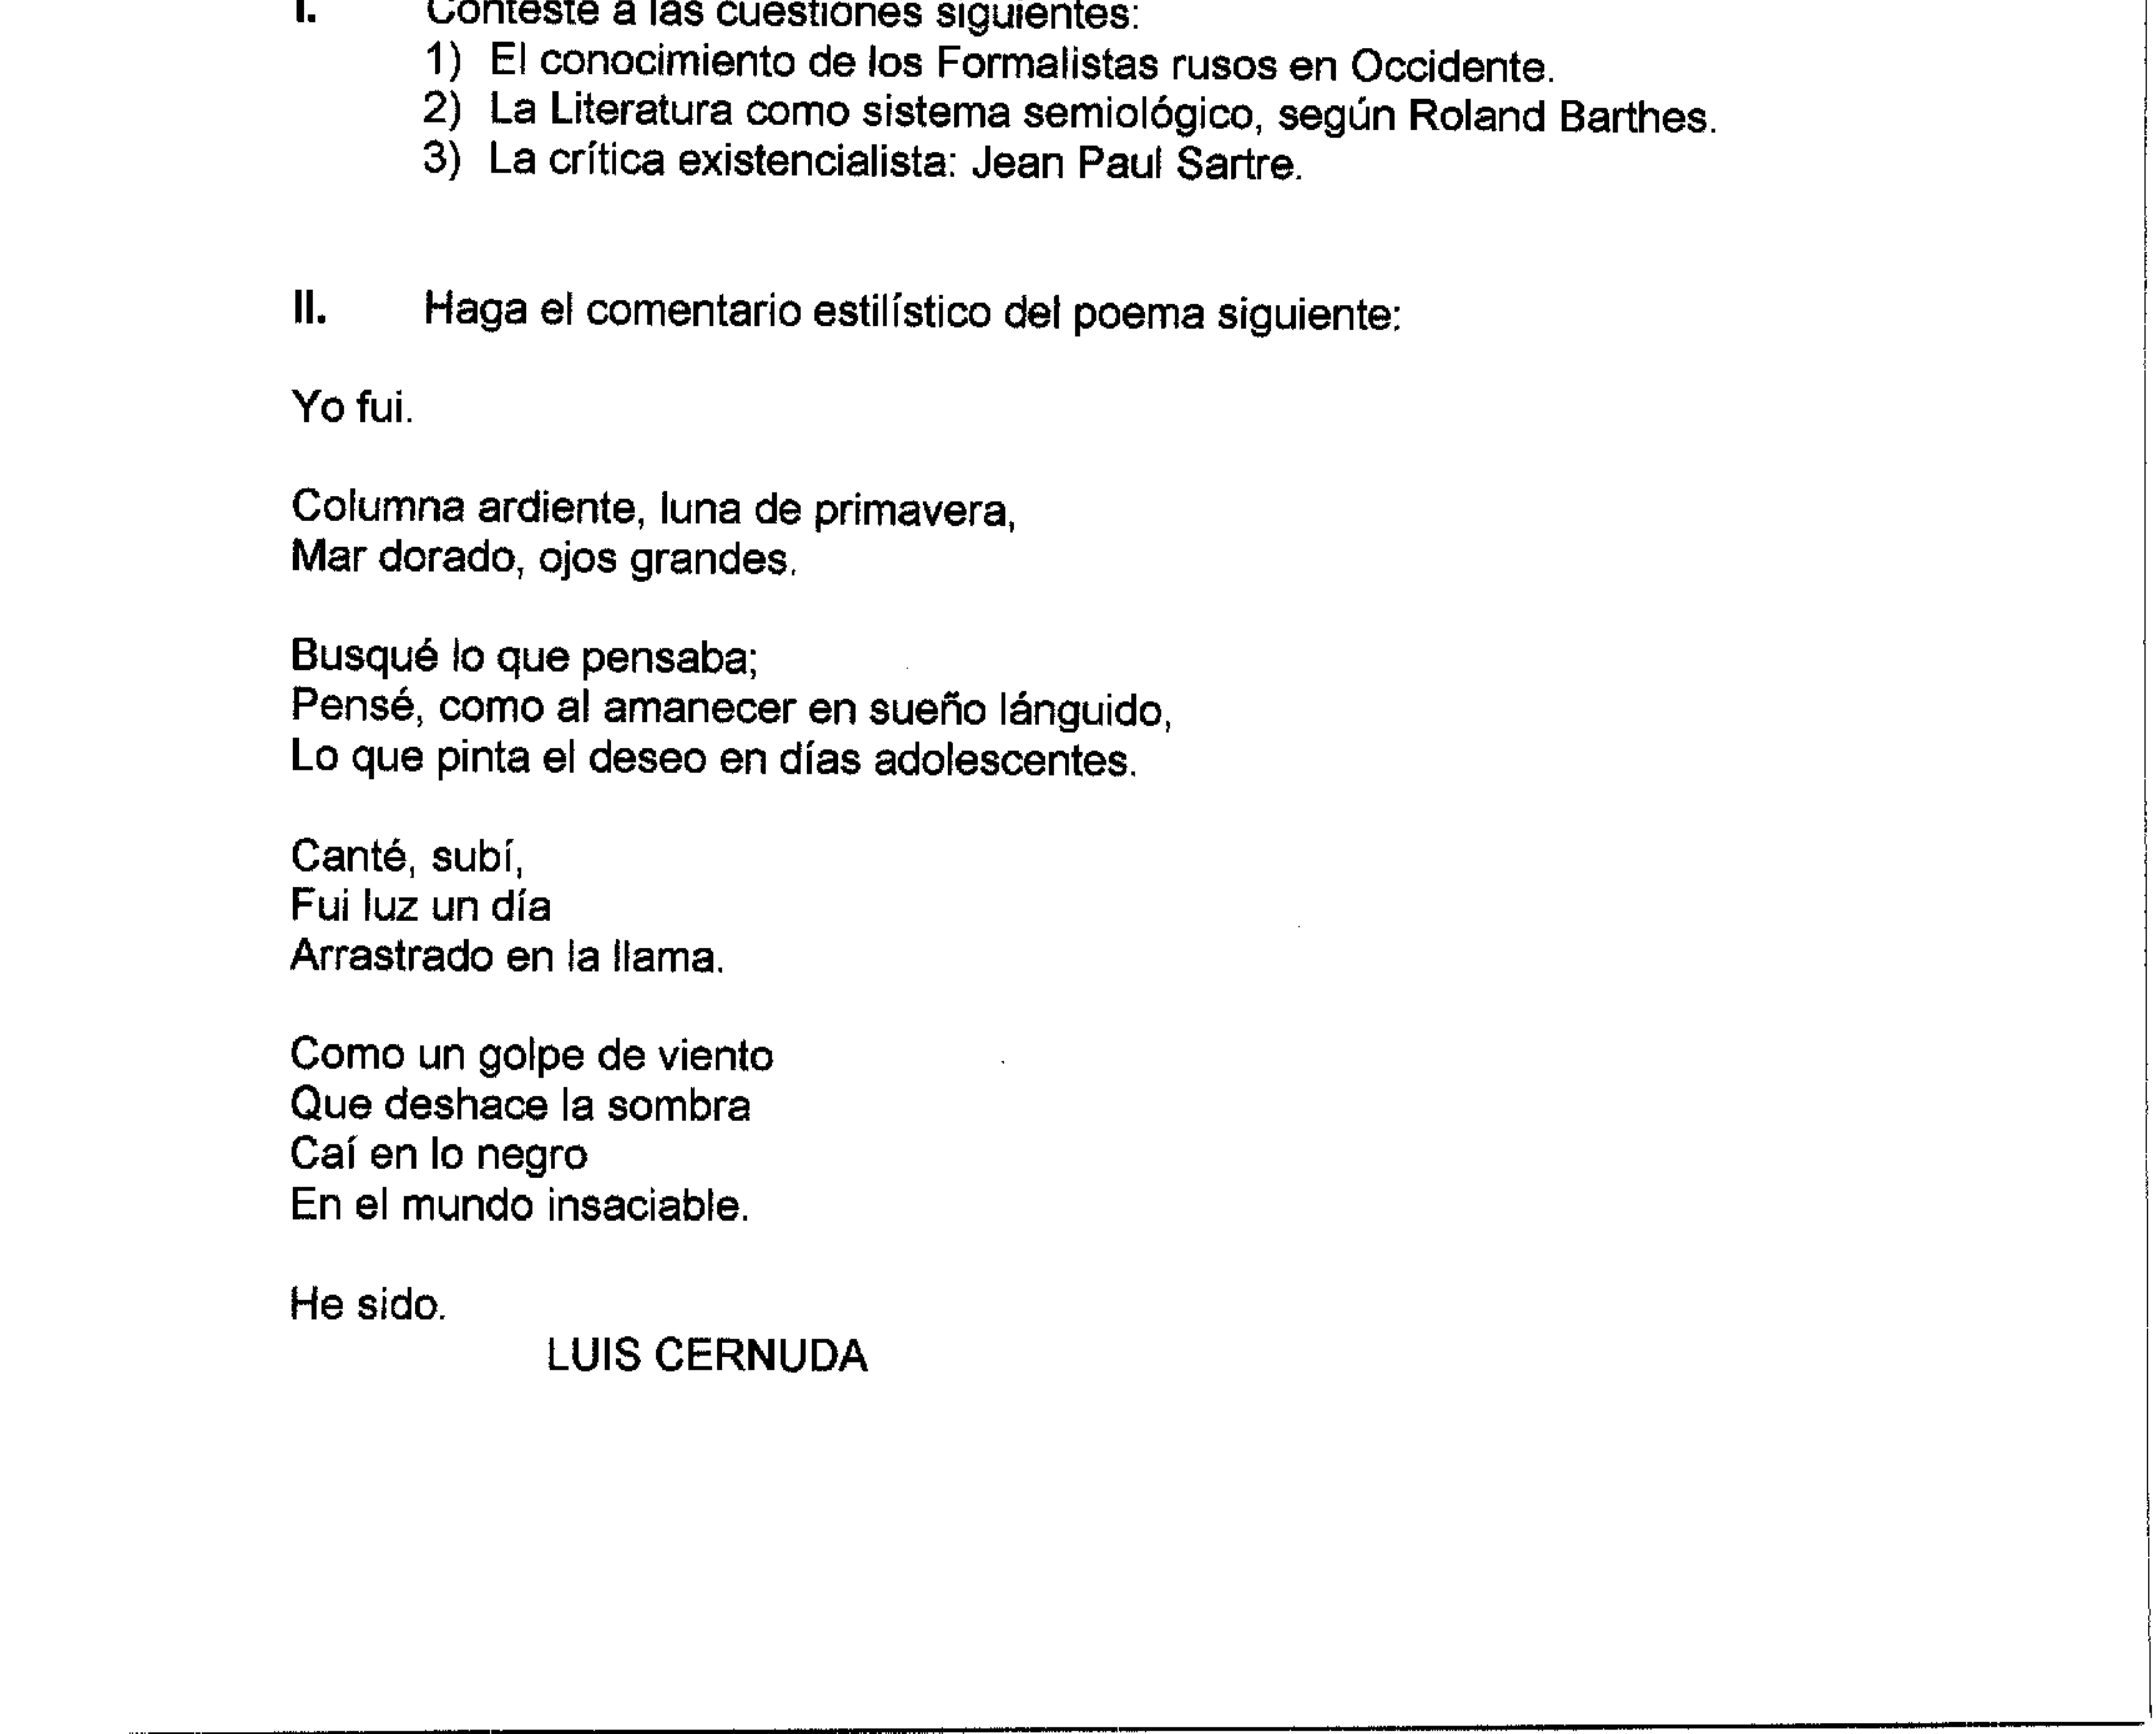 I. Conteste a las cuestiones siguientes:
1) El conocimiento de los Formalistas rusos en Occidente.
2) La Literatura como sistema semiológico, según Roland Barthes.
3) La crítica existencialista: Jean Paul Sartre.
II. Haga el comentario estilístico del poema siguiente:
Yo fui.
Columna ardiente, luna de primavera,
Mar dorado, ojos grandes.
Busqué lo que pensaba;
Pensé, como al amanecer en sueño lánguido,
Lo que pinta el deseo en días adolescentes.
Canté, subí,
Fui luz un día
Arrastrado en la llama.
Como un golpe de viento
Que deshace la sombra
Caí en lo negro
En el mundo insaciable.
He sido.
LUIS CERNUDA